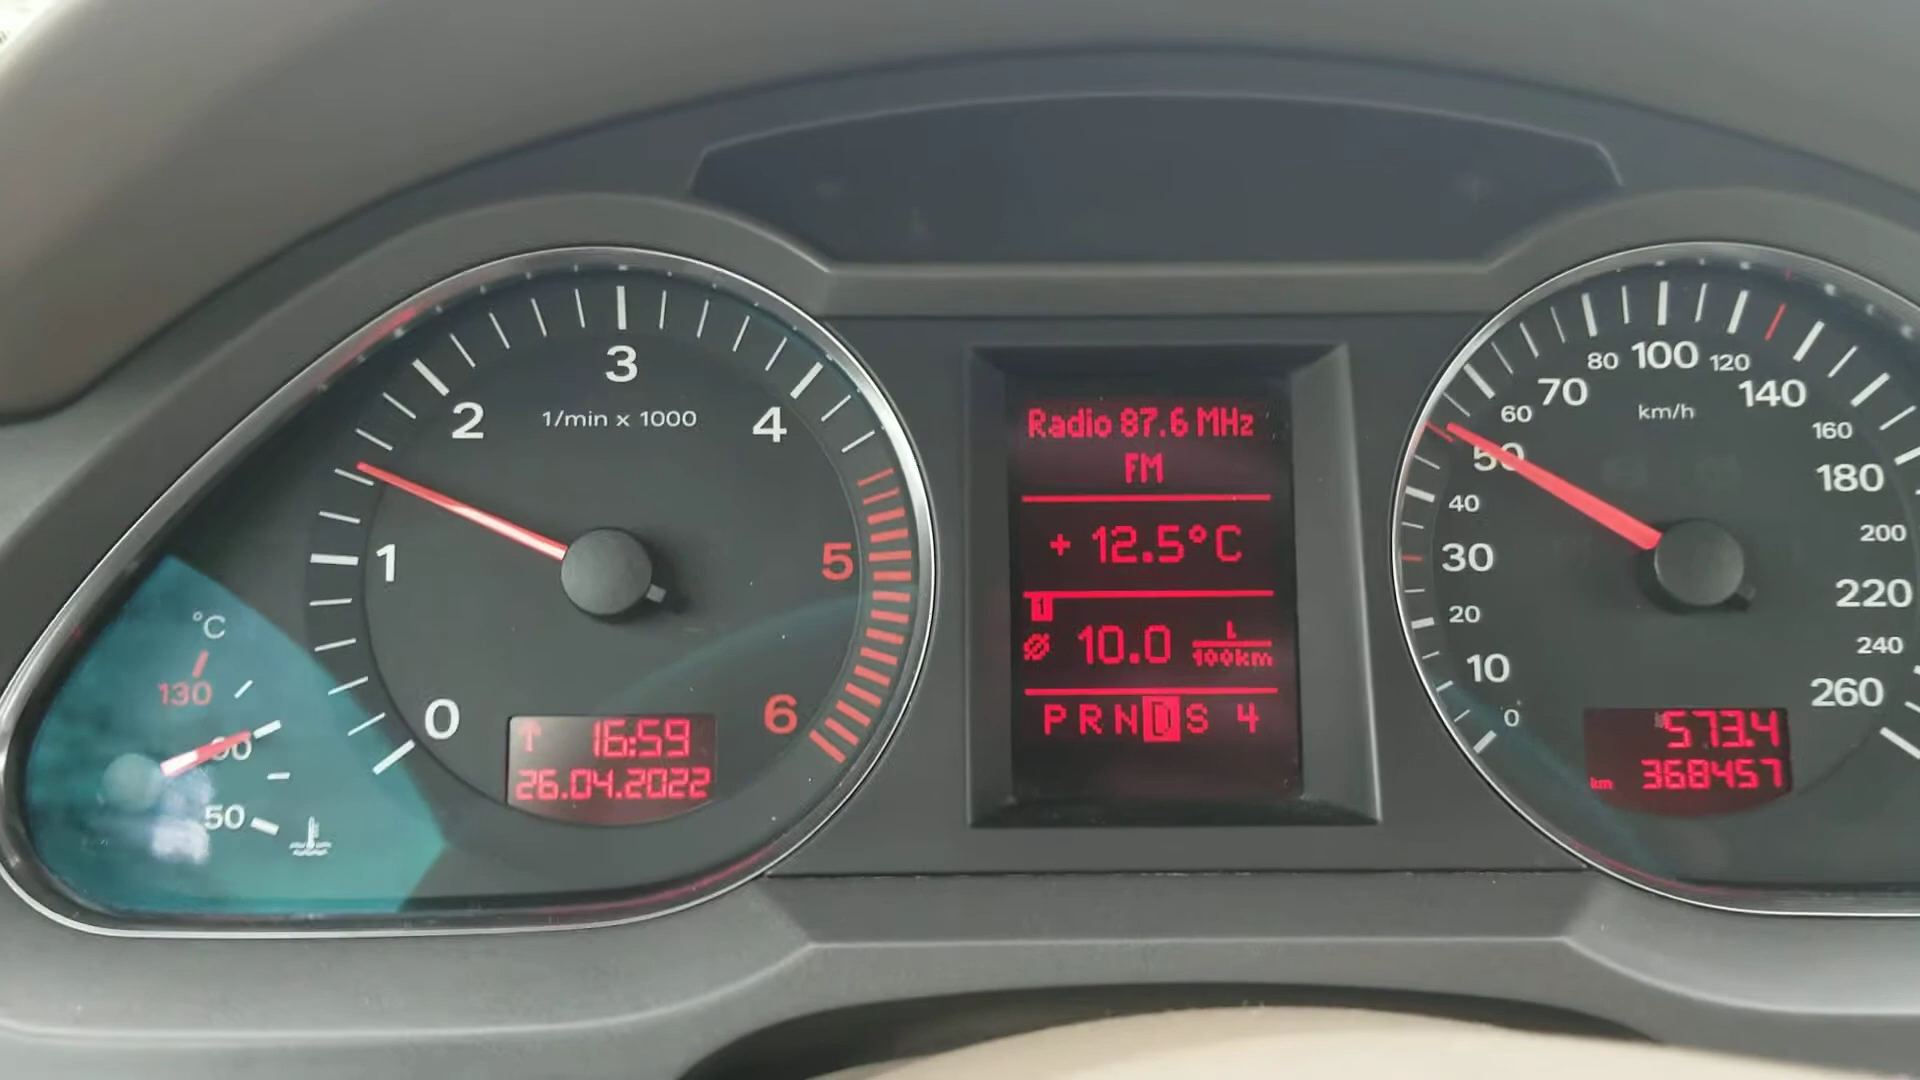 3
2
4
1/min x 1000
1
5
0
6
°C
130
90
50
16:59
26.04.2022
Radio 87.6 MHz
FM
+ 12.5°C
1
10.0 L/100km
P R N D S 4
80 100 120
70 140
60 km/h 160
50 180
40
200
30
220
20
240
10
260
0
573.4
km 368457